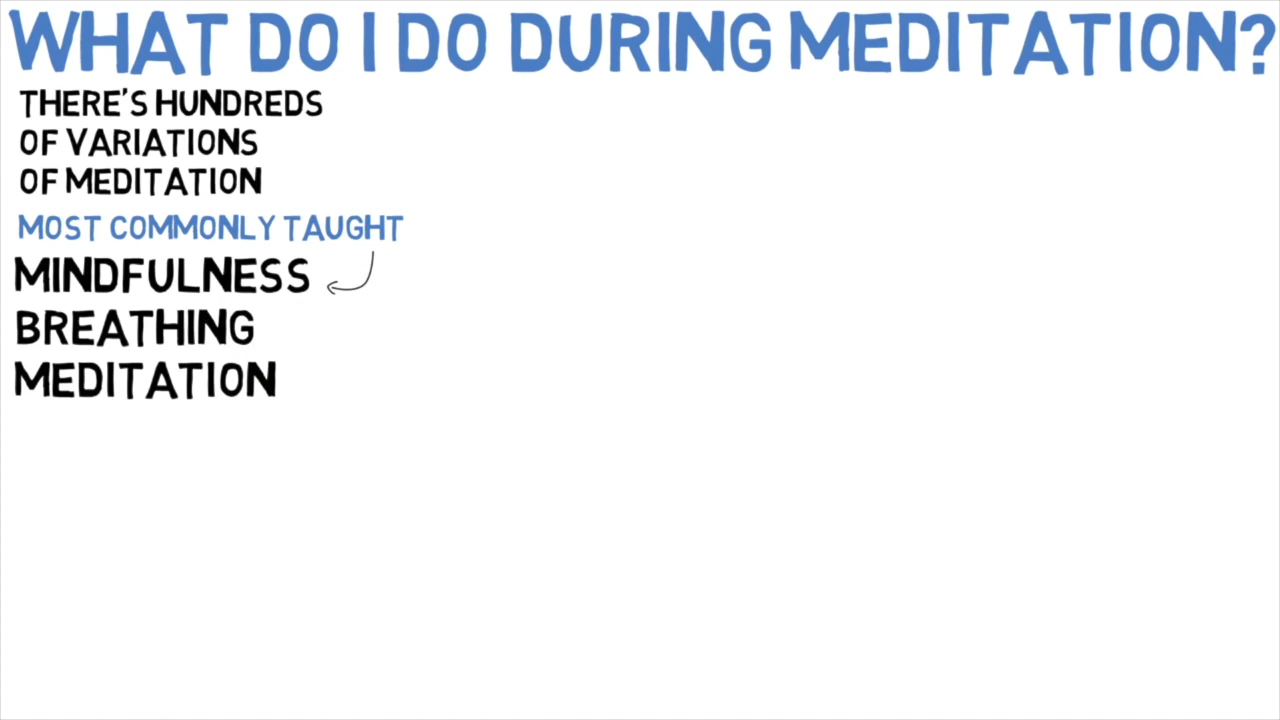 WHAT DO I DO DURING MEDITATION?
THERE'S HUNDREDS
OF VARIATIONS
OF MEDITATION
MOST COMMONLY TAUGHT
MINDFULNESS
BREATHING
MEDITATION